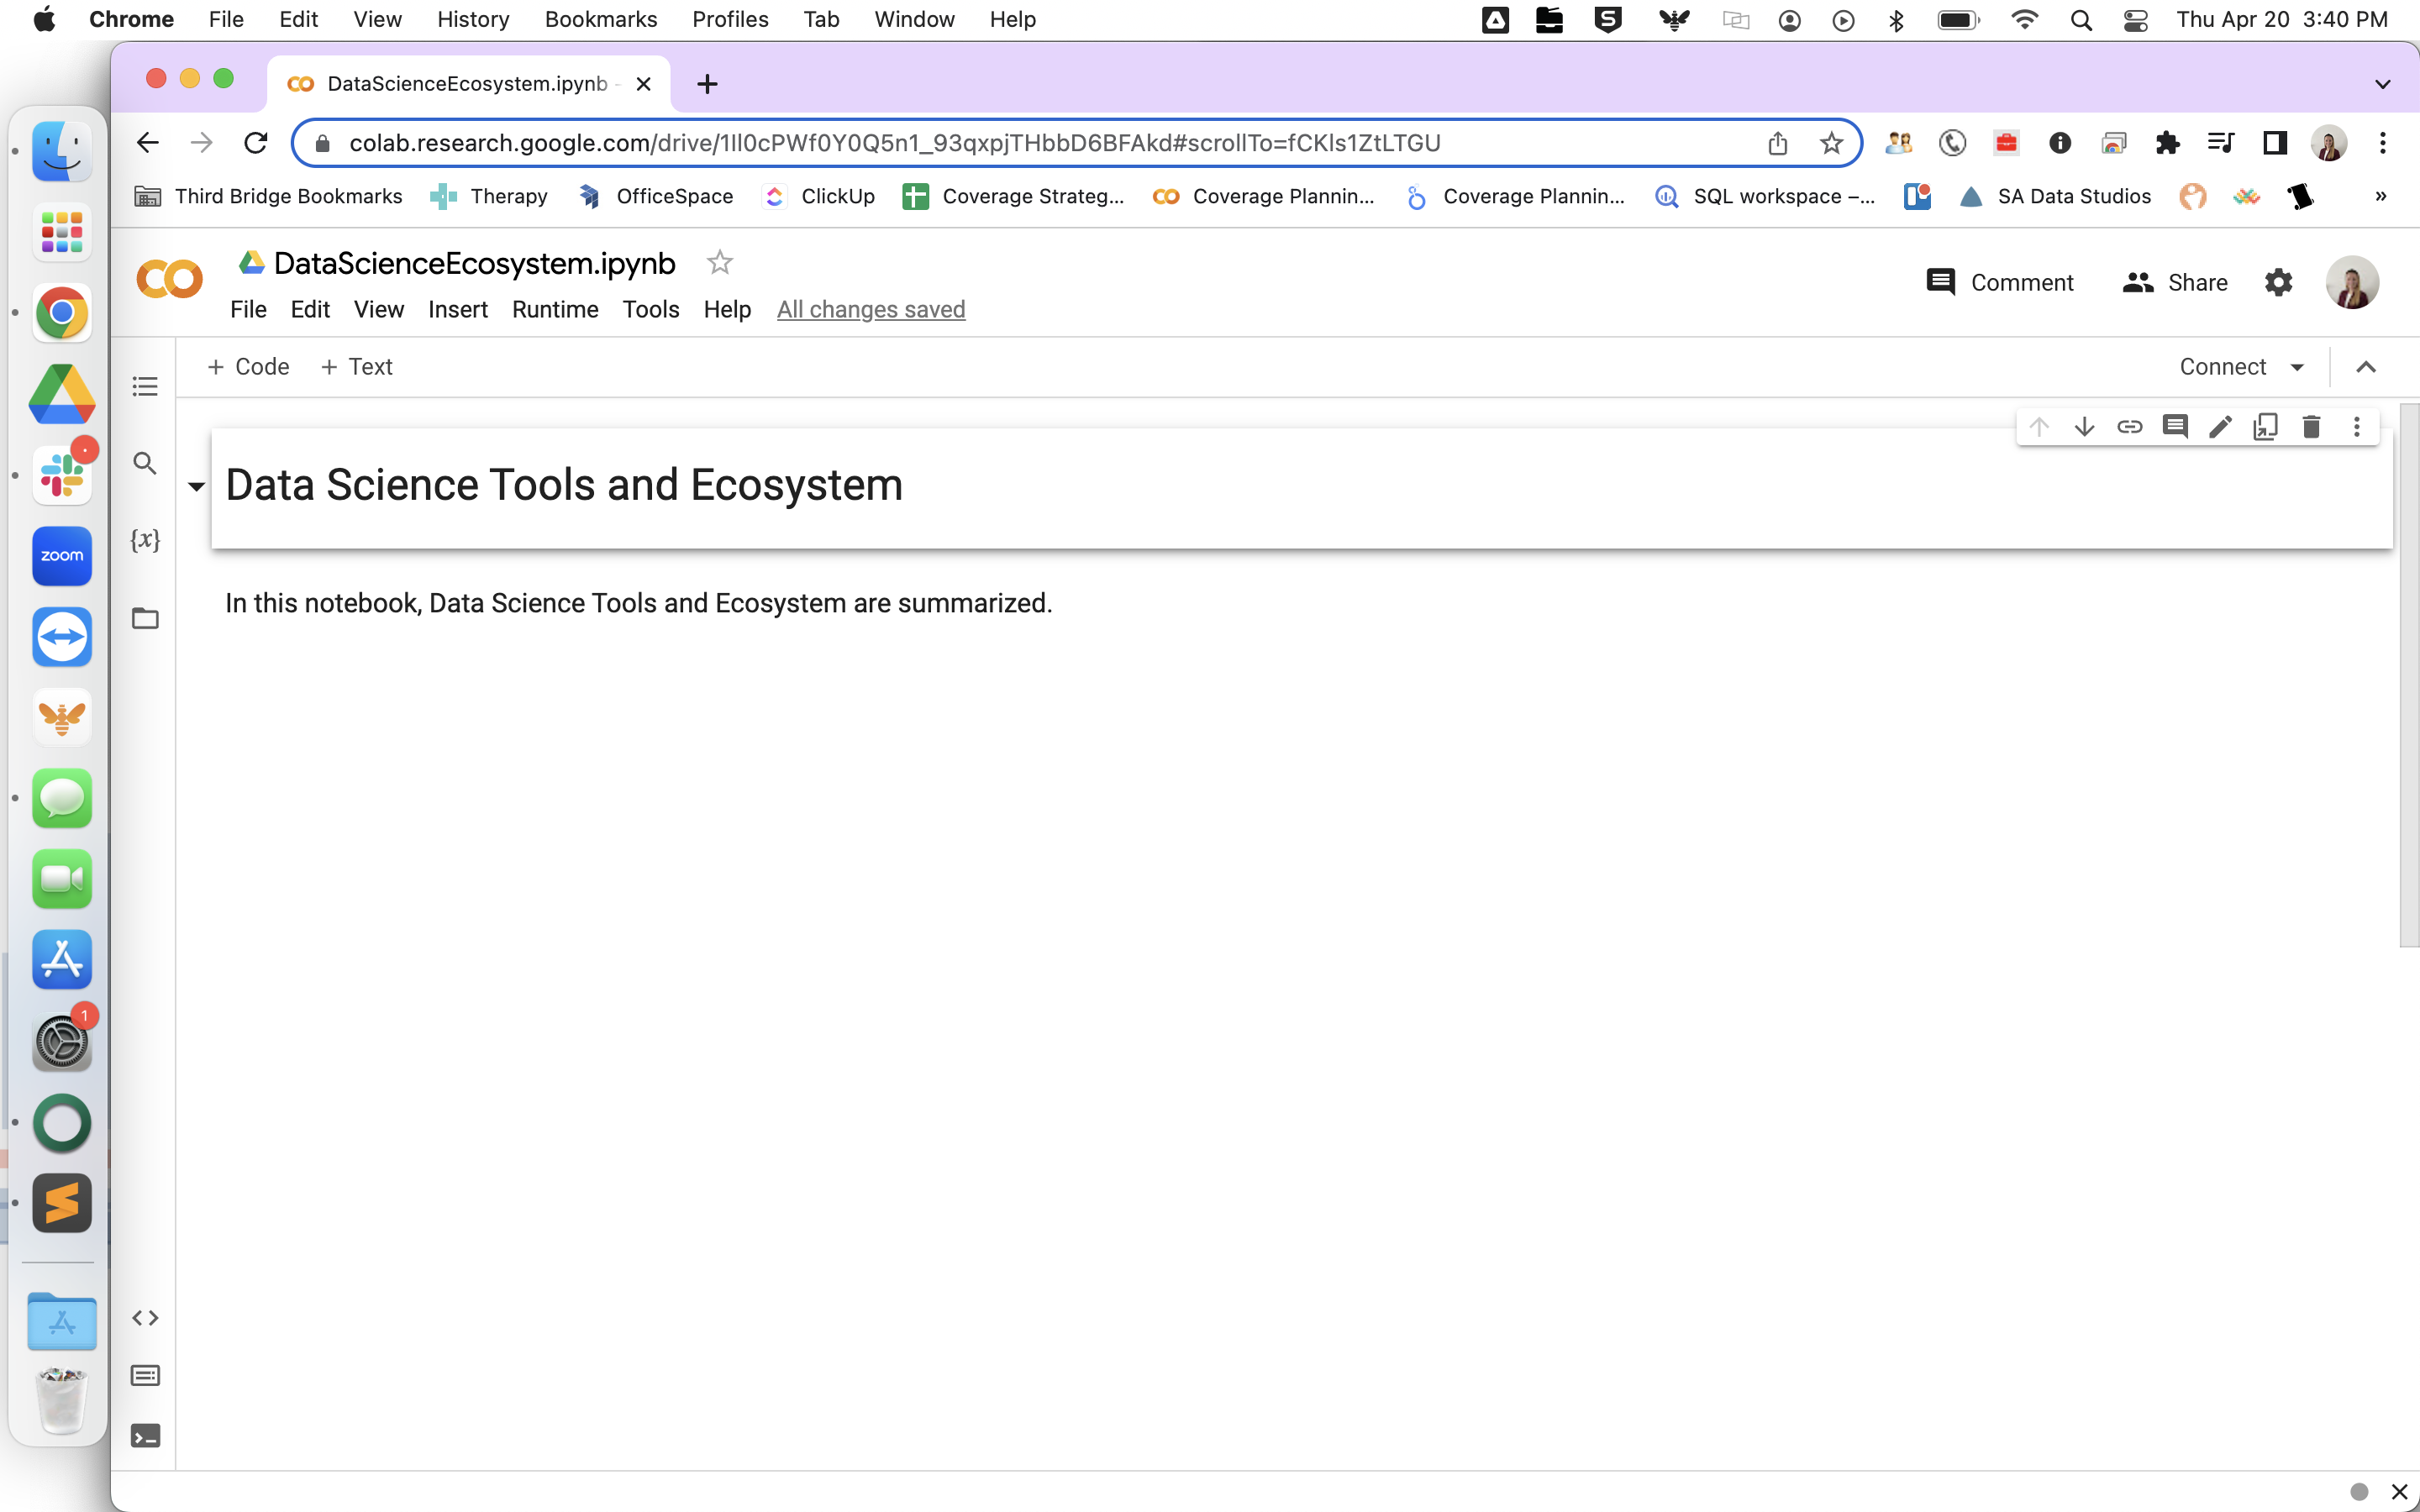 Chrome File Edit View History Bookmarks Profiles Tab Window Help Thu Apr 20 3:40 PM
DataScienceEcosystem.ipynb -
colab.research.google.com/drive/1Il0cPWf0Y0Q5n1_93qxpjTHbbD6BFAkd#scrollTo=fCKls1ZtLTGU
Third Bridge Bookmarks Therapy OfficeSpace ClickUp Coverage Strateg... Coverage Plannin... Coverage Plannin... SQL workspace –... SA Data Studios »
DataScienceEcosystem.ipynb
Comment Share
File Edit View Insert Runtime Tools Help All changes saved
+ Code + Text Connect
Data Science Tools and Ecosystem
{x}
zoom
In this notebook, Data Science Tools and Ecosystem are summarized.
1